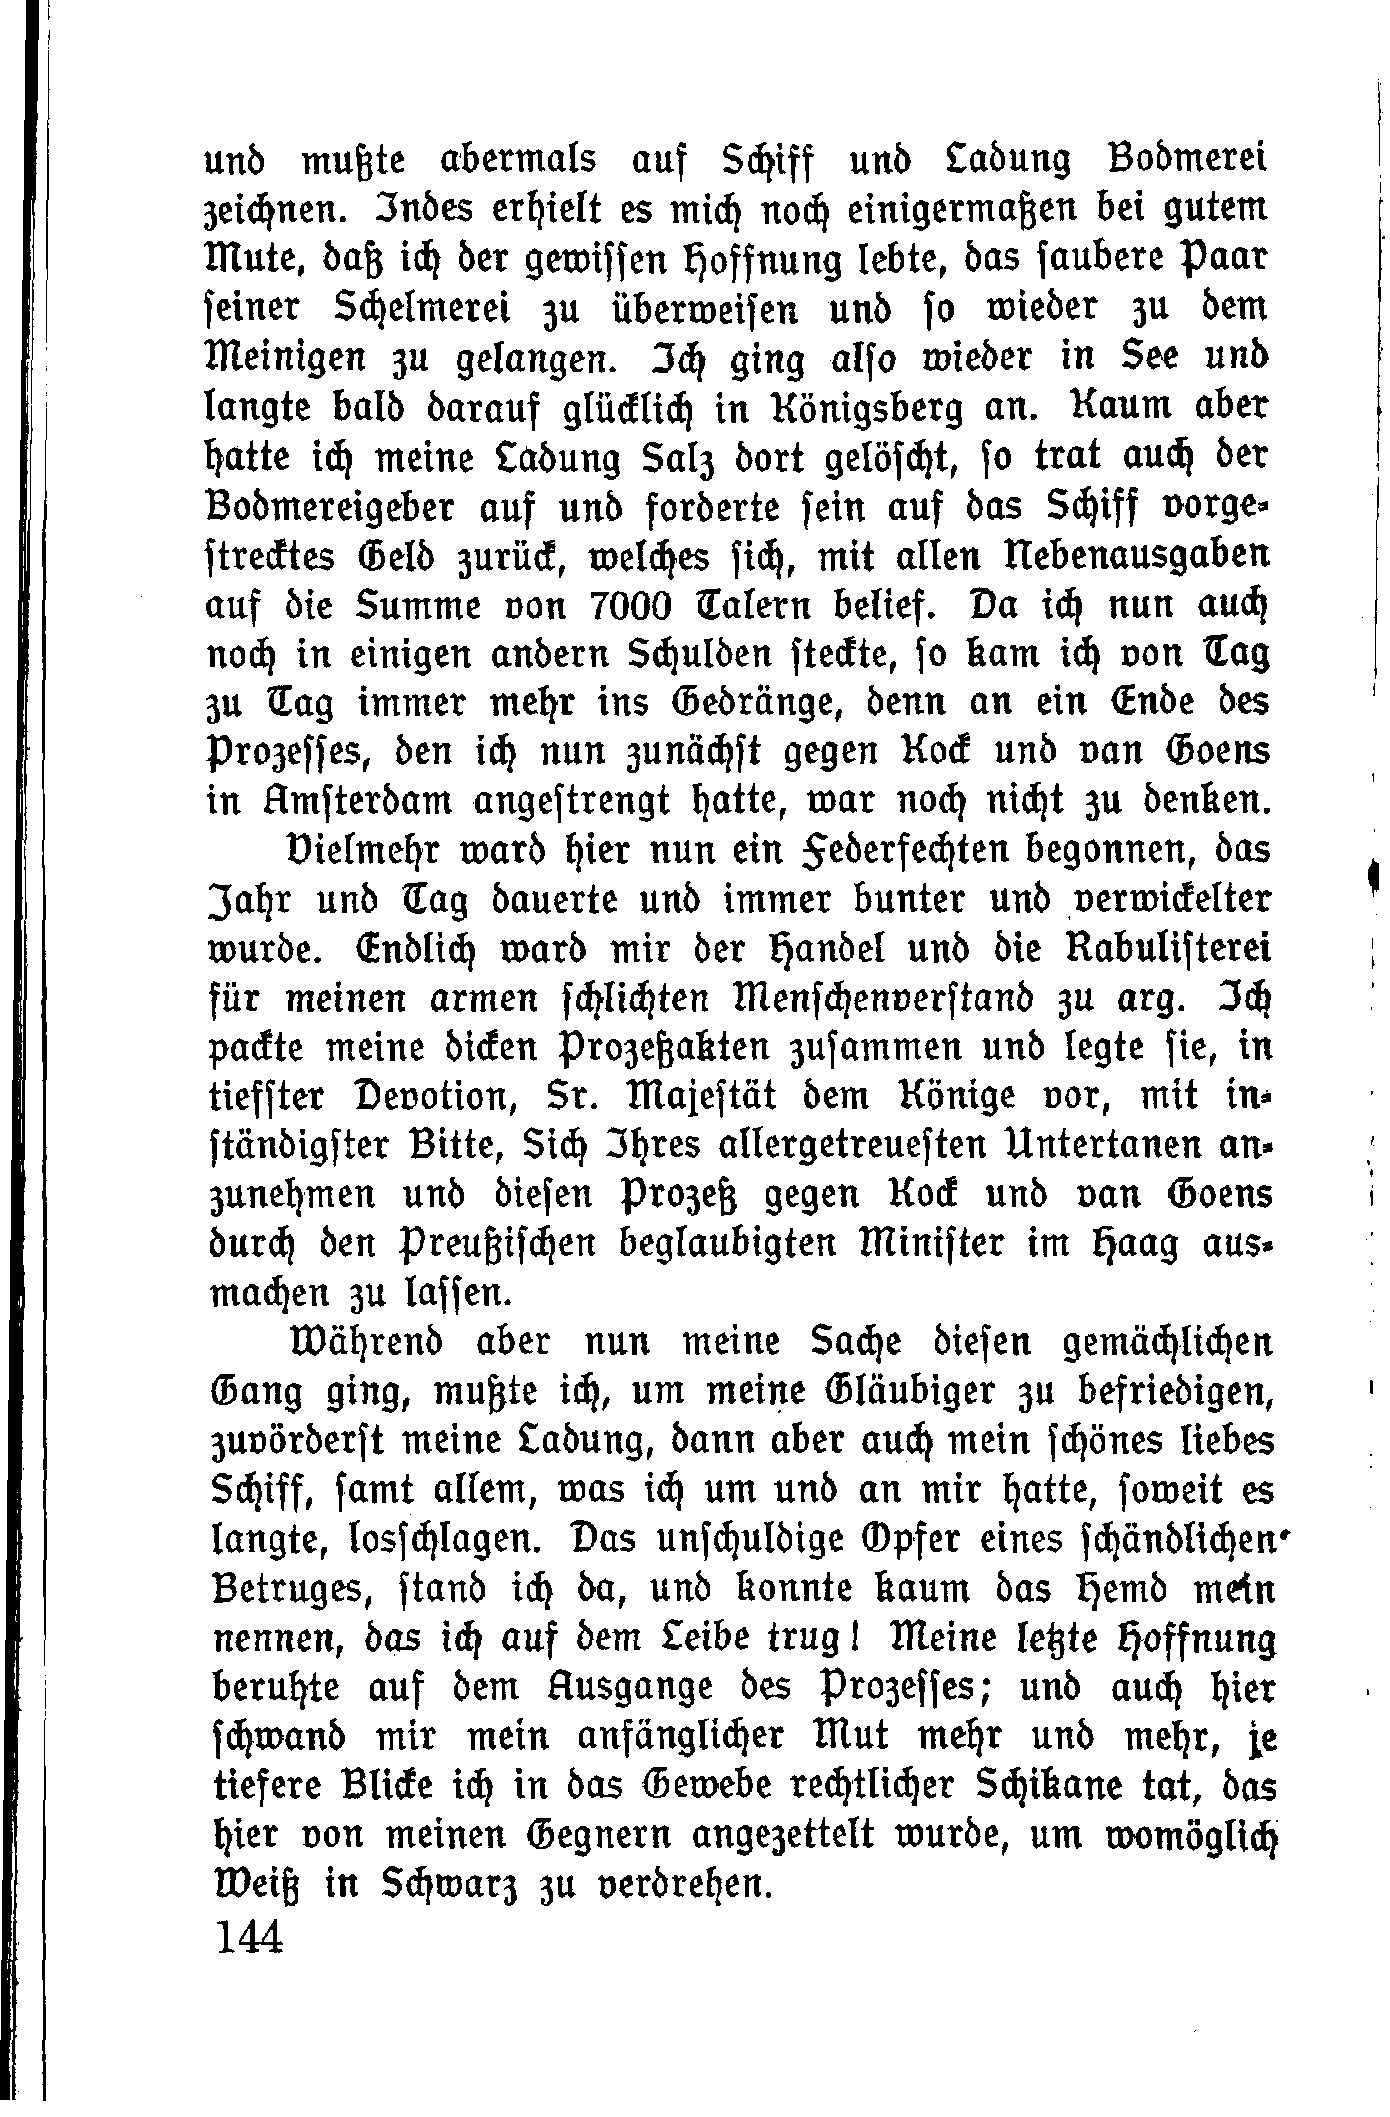 und mußte abermals auf Schiff und Ladung Bodmerei
zeichnen. Indes erhielt es mich noch einigermaßen bei gutem
Mute, daß ich der gewissen Hoffnung lebte, das saubere Paar
seiner Schelmerei zu überweisen und so wieder zu dem
Meinigen zu gelangen. Ich ging also wieder in See und
langte bald darauf glücklich in Königsberg an. Kaum aber
hatte ich meine Ladung Salz dort gelöscht, so trat auch der
Bodmereigeber auf und forderte sein auf das Schiff vorge-
strecktes Geld zurück, welches sich, mit allen Nebenausgaben
auf die Summe von 7000 Talern belief. Da ich nun auch
noch in einigen andern Schulden steckte, so kam ich von Tag
zu Tag immer mehr ins Gedränge, denn an ein Ende des
Prozesses, den ich nun zunächst gegen Kock und van Goens
in Amsterdam angestrengt hatte, war noch nicht zu denken.
Vielmehr ward hier nun ein Federfechten begonnen, das
Jahr und Tag dauerte und immer bunter und verwickelter
wurde. Endlich ward mir der Handel und die Rabulisterei
für meinen armen schlichten Menschenverstand zu arg. Ich
packte meine dicken Prozeßakten zusammen und legte sie, in
tiefster Devotion, Sr. Majestät dem Könige vor, mit in-
ständigster Bitte, Sich Ihres allergetreuesten Untertanen an-
zunehmen und diesen Prozeß gegen Kock und van Goens
durch den Preußischen beglaubigten Minister im Haag aus-
machen zu lassen.
Während aber nun meine Sache diesen gemächlichen
Gang ging, mußte ich, um meine Gläubiger zu befriedigen,
zuvörderst meine Ladung, dann aber auch mein schönes liebes
Schiff, samt allem, was ich um und an mir hatte, soweit es
langte, losschlagen. Das unschuldige Opfer eines schändlichen
Betruges, stand ich da, und konnte kaum das Hemd mein
nennen, das ich auf dem Leibe trug! Meine letzte Hoffnung
beruhte auf dem Ausgange des Prozesses; und auch hier
schwand mir mein anfänglicher Mut mehr und mehr, je
tiefere Blicke ich in das Gewebe rechtlicher Schikane tat, das
hier von meinen Gegnern angezettelt wurde, um womöglich
Weiß in Schwarz zu verdrehen.
144